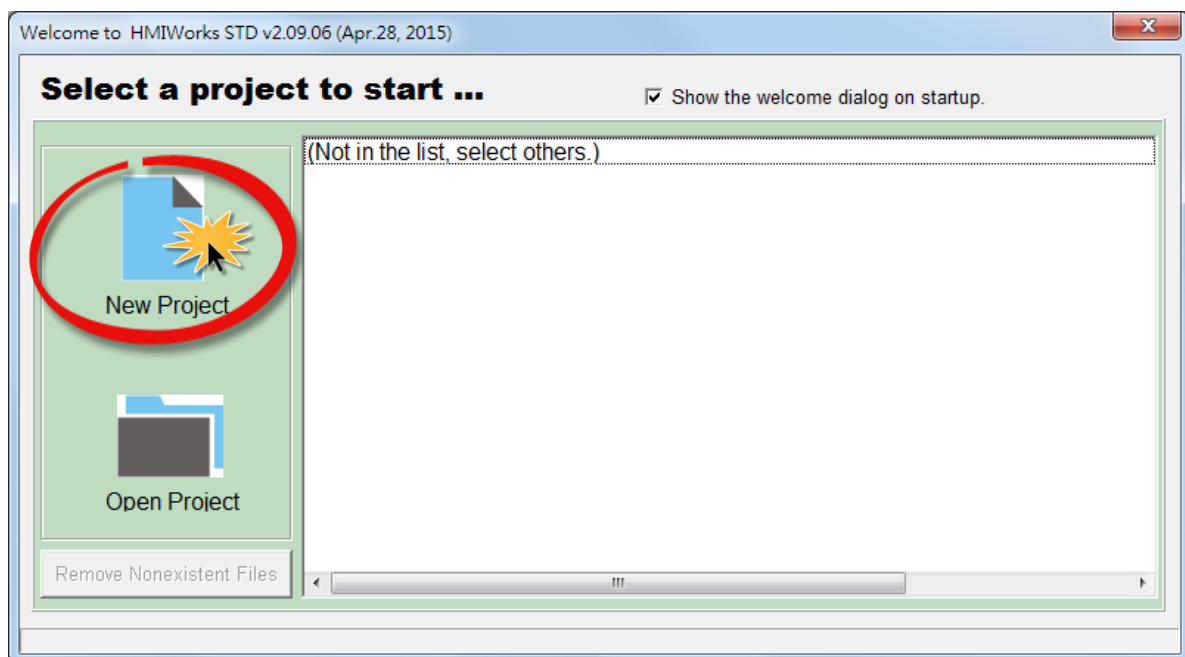 Welcome to  HMIWorks STD v2.09.06 (Apr.28, 2015)
Select a project to start ...
Show the welcome dialog on startup.
(Not in the list, select others.)
New Project
Open Project
Remove Nonexistent Files